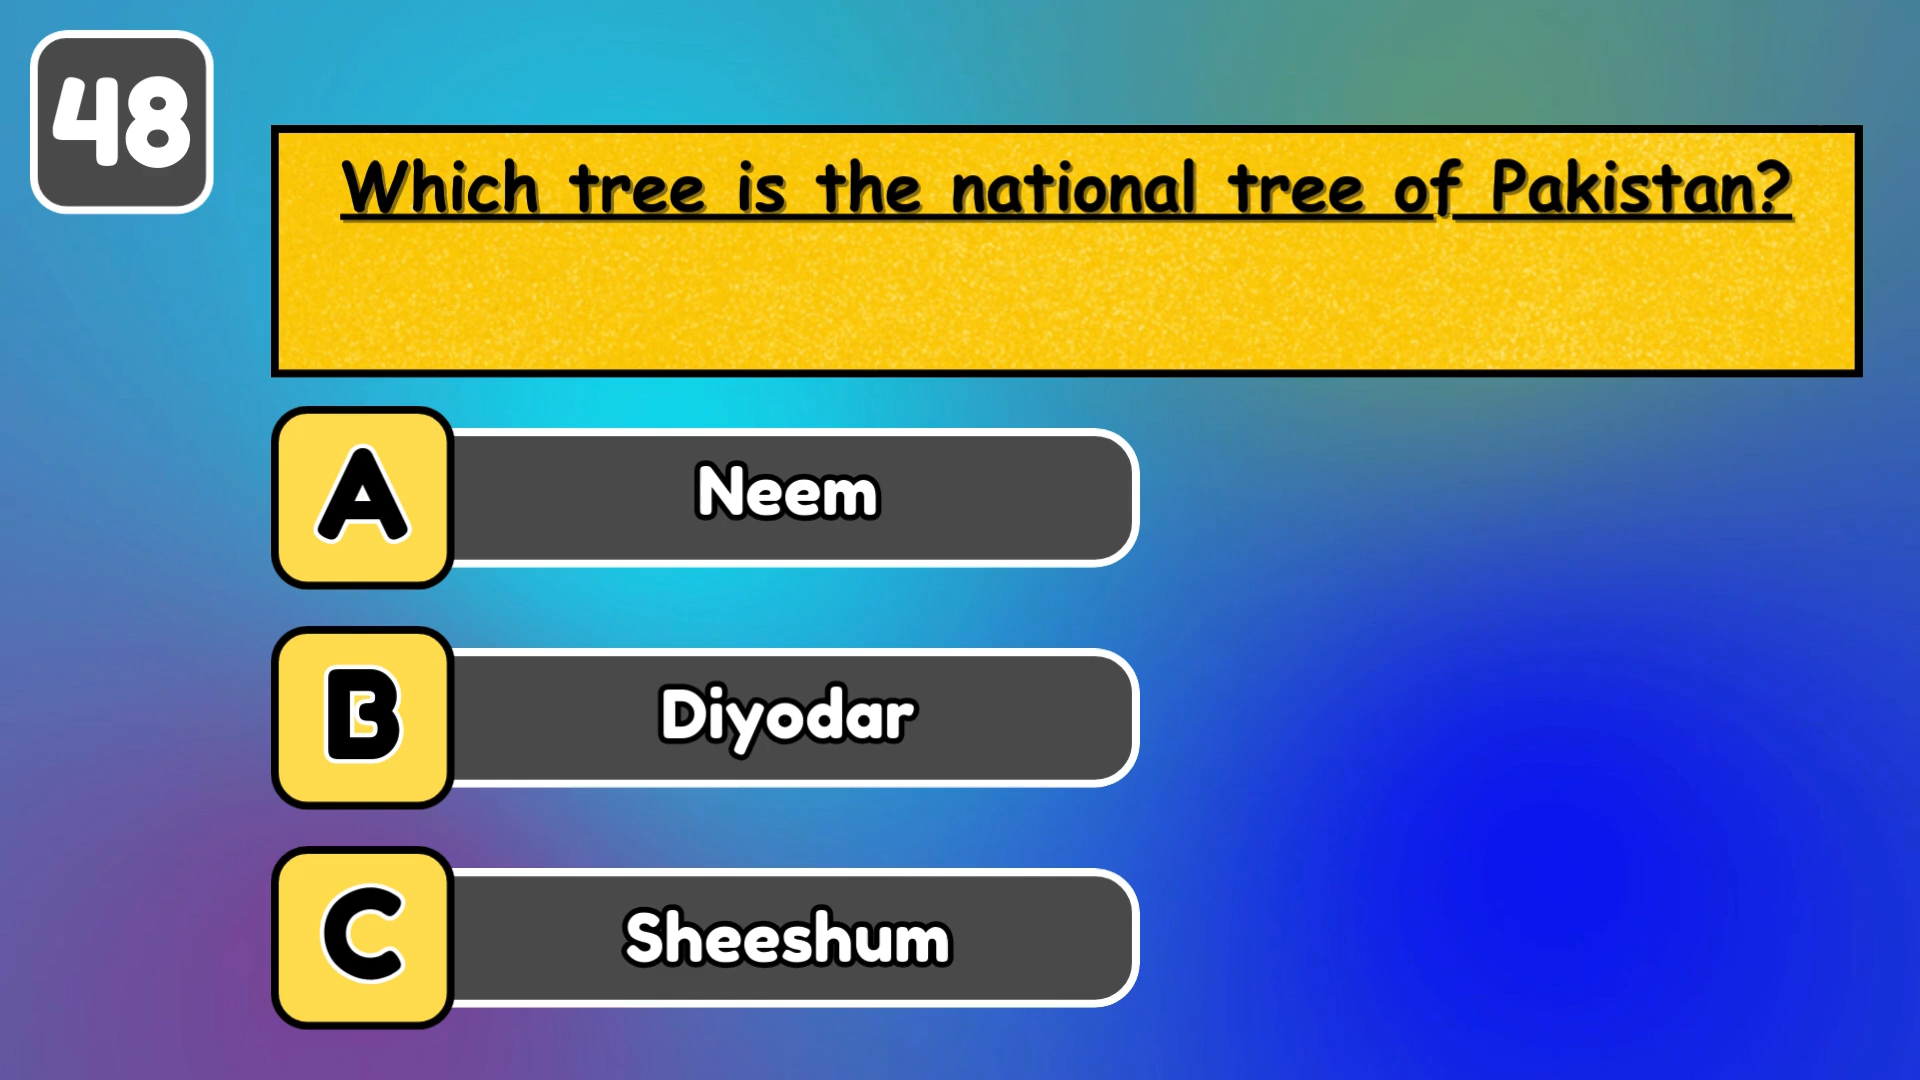 48
Which tree is the national tree of Pakistan?
A
Neem
B
Diyodar
C
Sheeshum